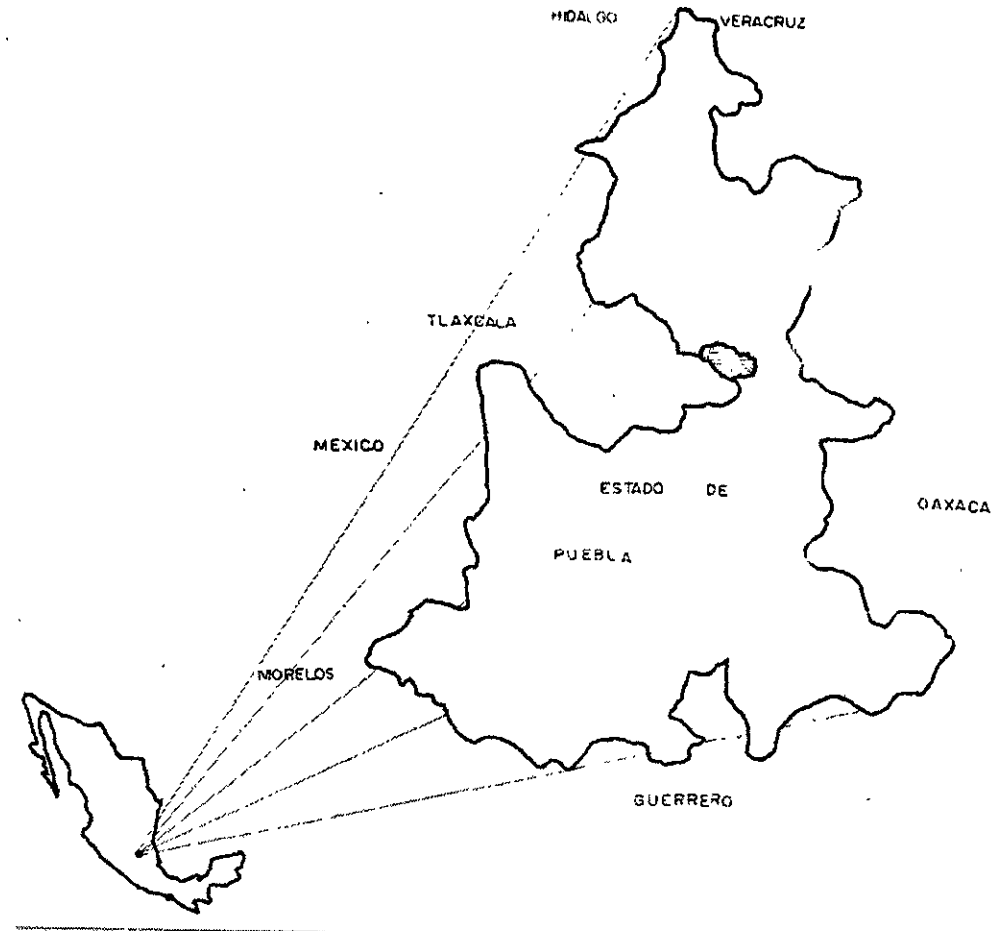 HIDALGO
VERACRUZ
TLAXCALA
MEXICO
ESTADO DE
OAXACA
PUEBLA
MORELOS
GUERRERO